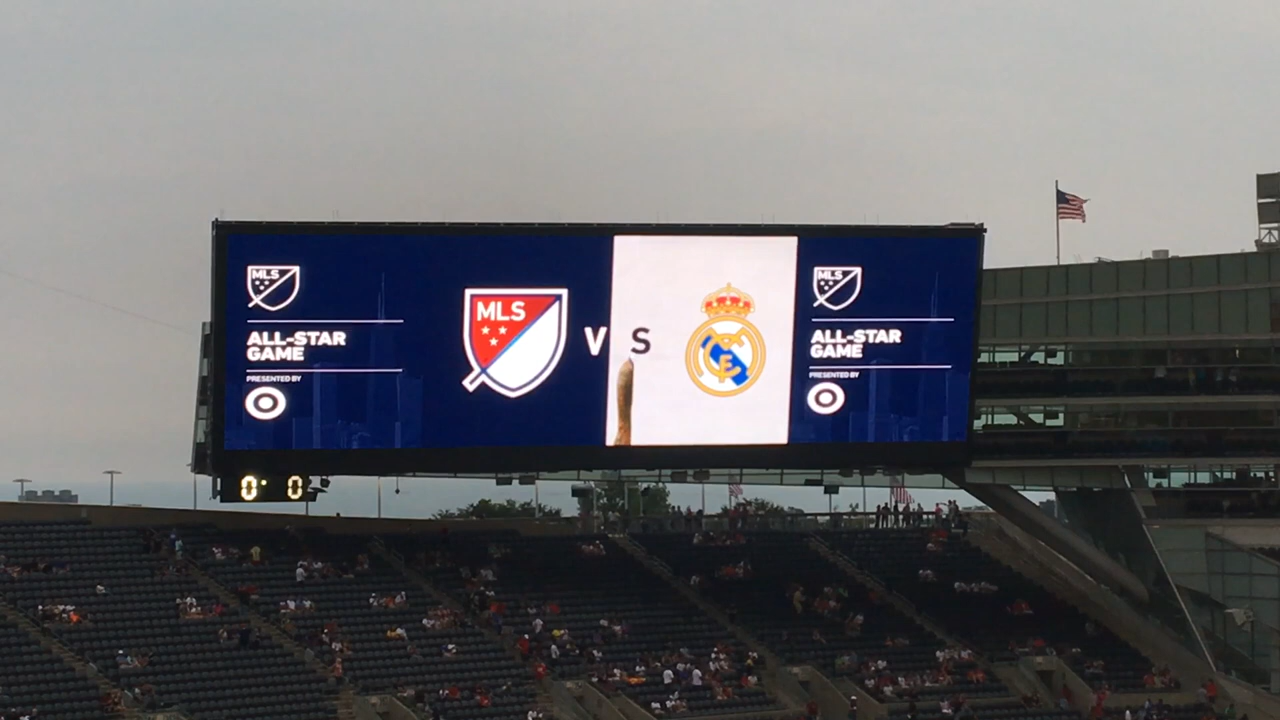 MLS
ALL-STAR
GAME
PRESENTED BY
MLS
VS
MLS
ALL-STAR
GAME
PRESENTED BY
0 0